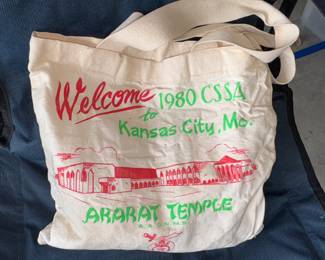 Welcome 1980 CSSA
to
Kansas City, Mo.
ARARAT TEMPLE